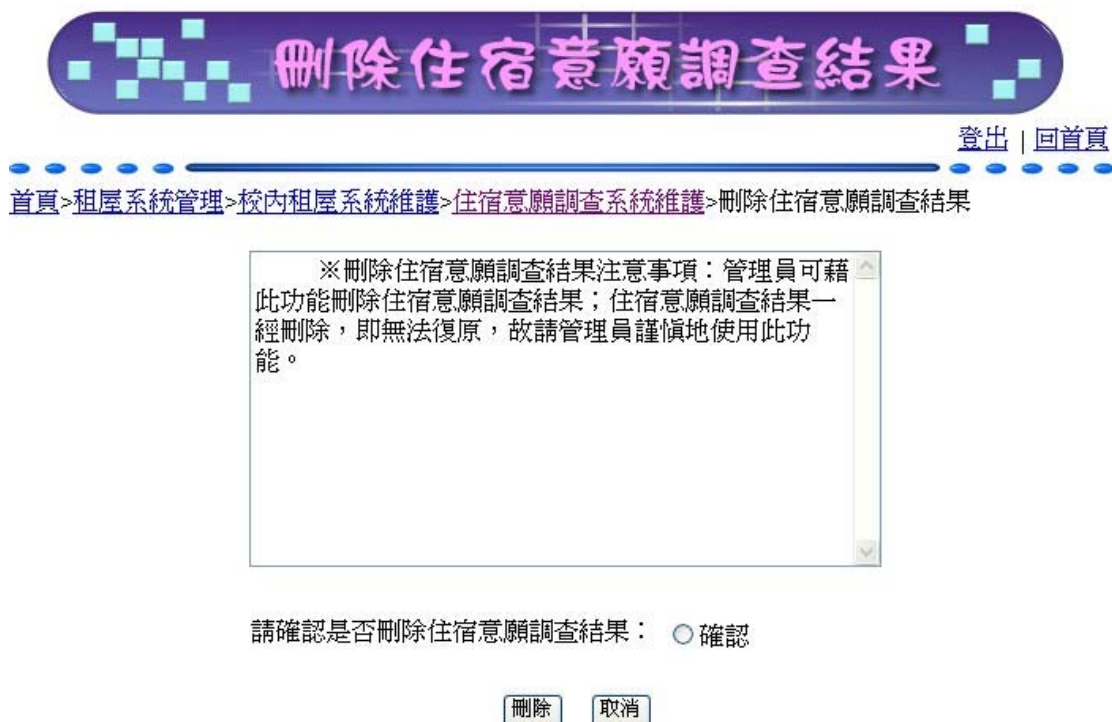 刪除住宿意願調查結果
登出 | 回首頁
首頁>租屋系統管理>校內租屋系統維護>住宿意願調查系統維護>刪除住宿意願調查結果
※刪除住宿意願調查結果注意事項：管理員可藉
此功能刪除住宿意願調查結果；住宿意願調查結果一
經刪除，即無法復原，故請管理員謹慎地使用此功
能。
請確認是否刪除住宿意願調查結果： 確認
刪除 取消